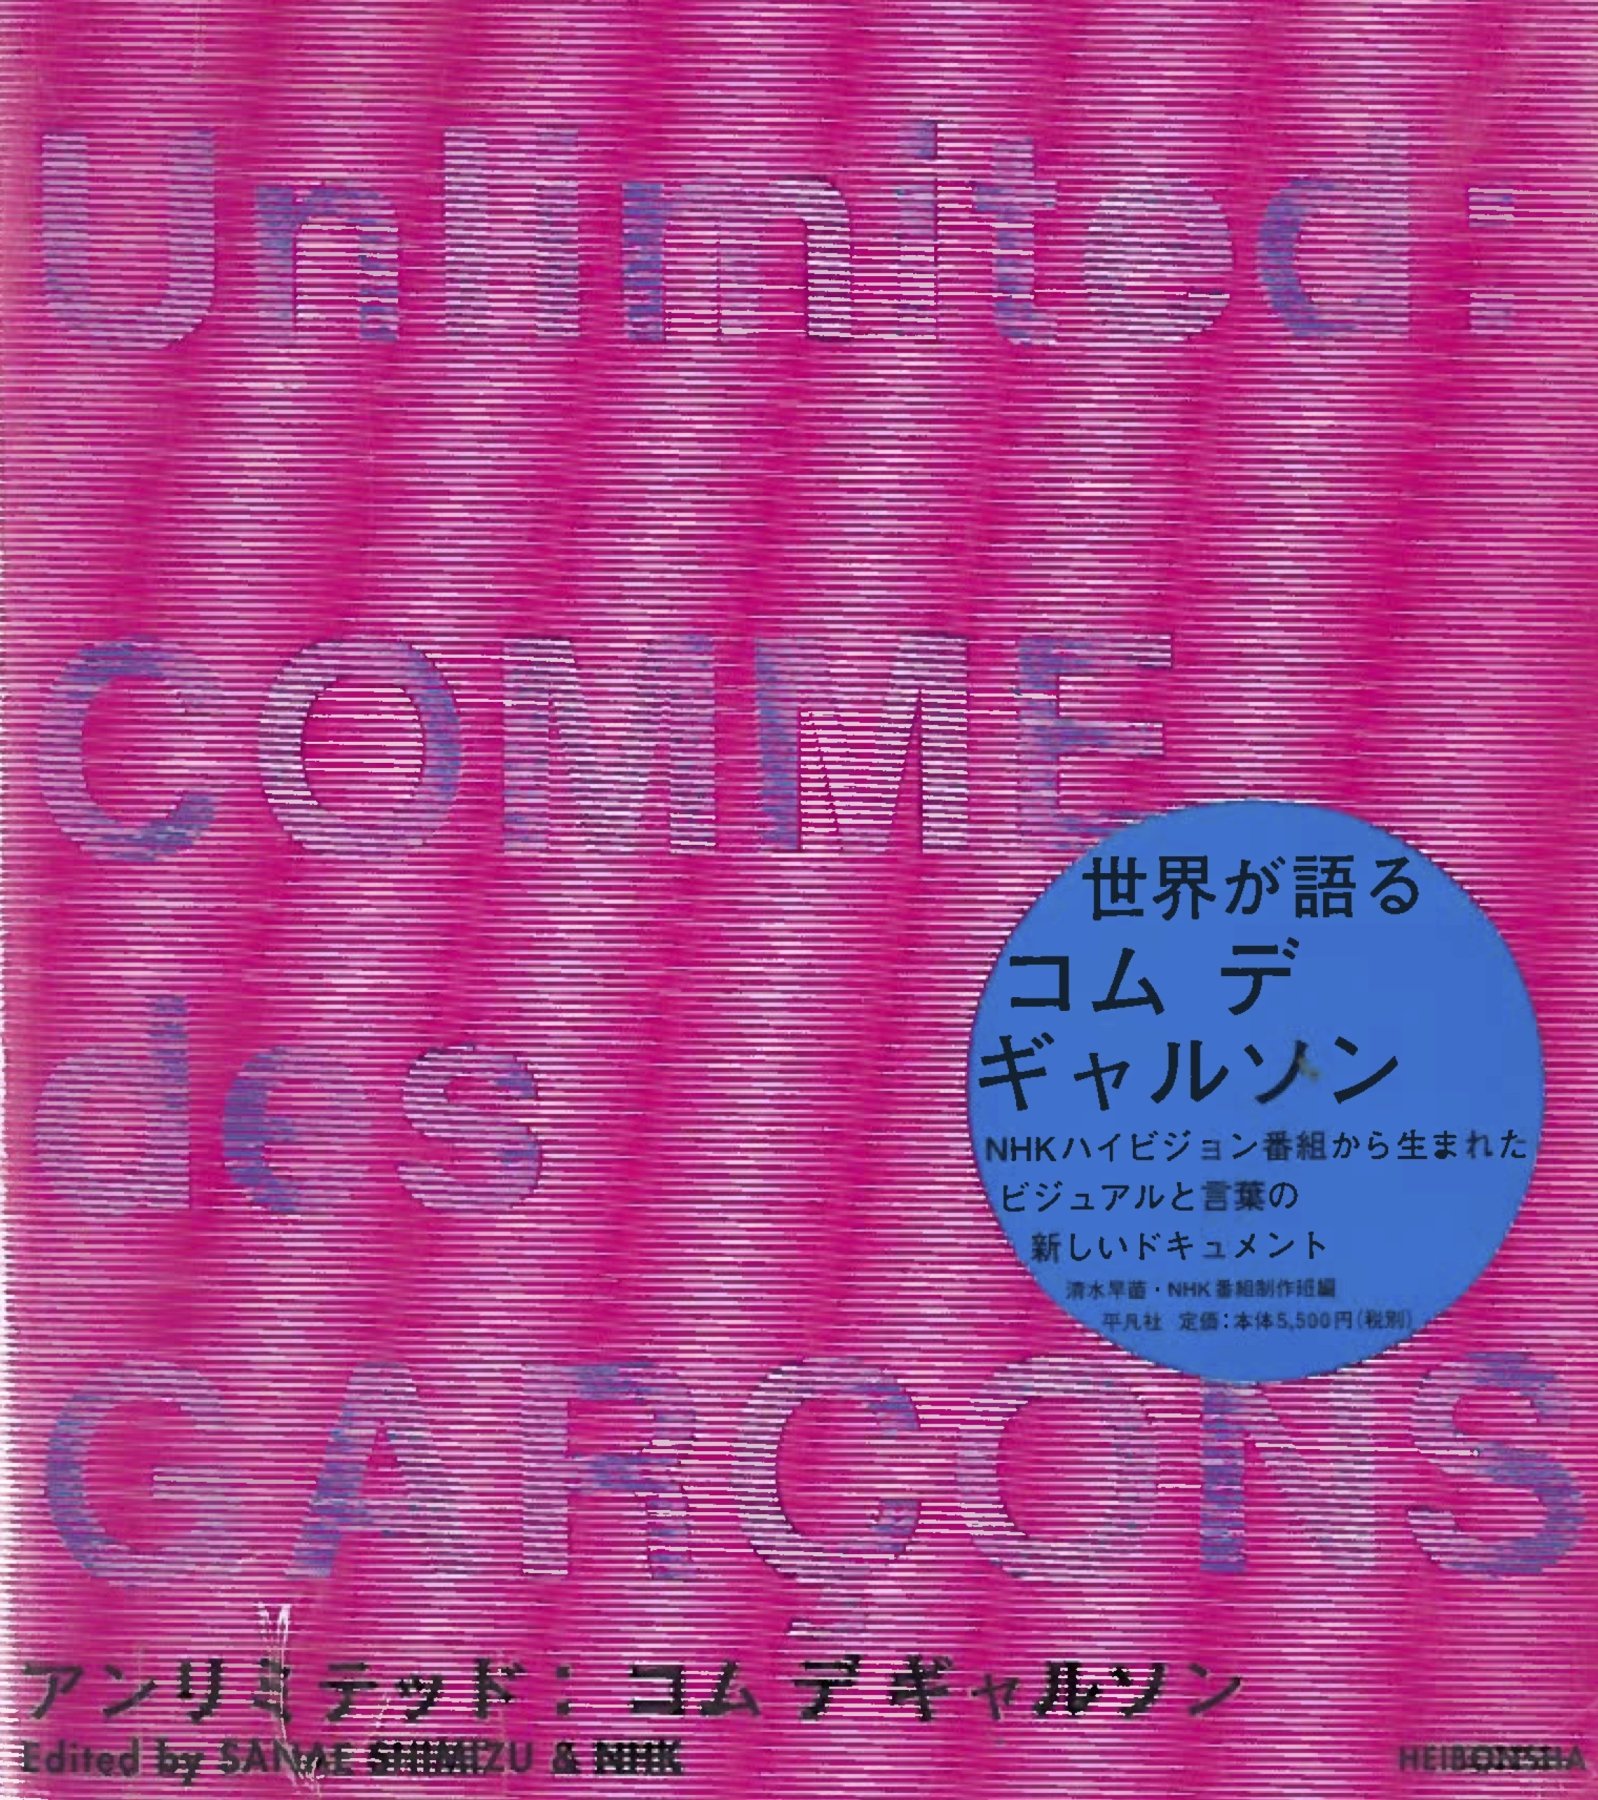 Unlimited:
COMME
des
GARÇONS
世界が語る
コム デ
ギャルソン
NHKハイビジョン番組から生まれた
ビジュアルと言葉の
新しいドキュメント
清水早苗・NHK番組制作班編
平凡社 定価:本体5,500円(税別)
アンリミテッド:コム デ ギャルソン
Edited by SANAE SHIMIZU & NHK
HEIBONSHA